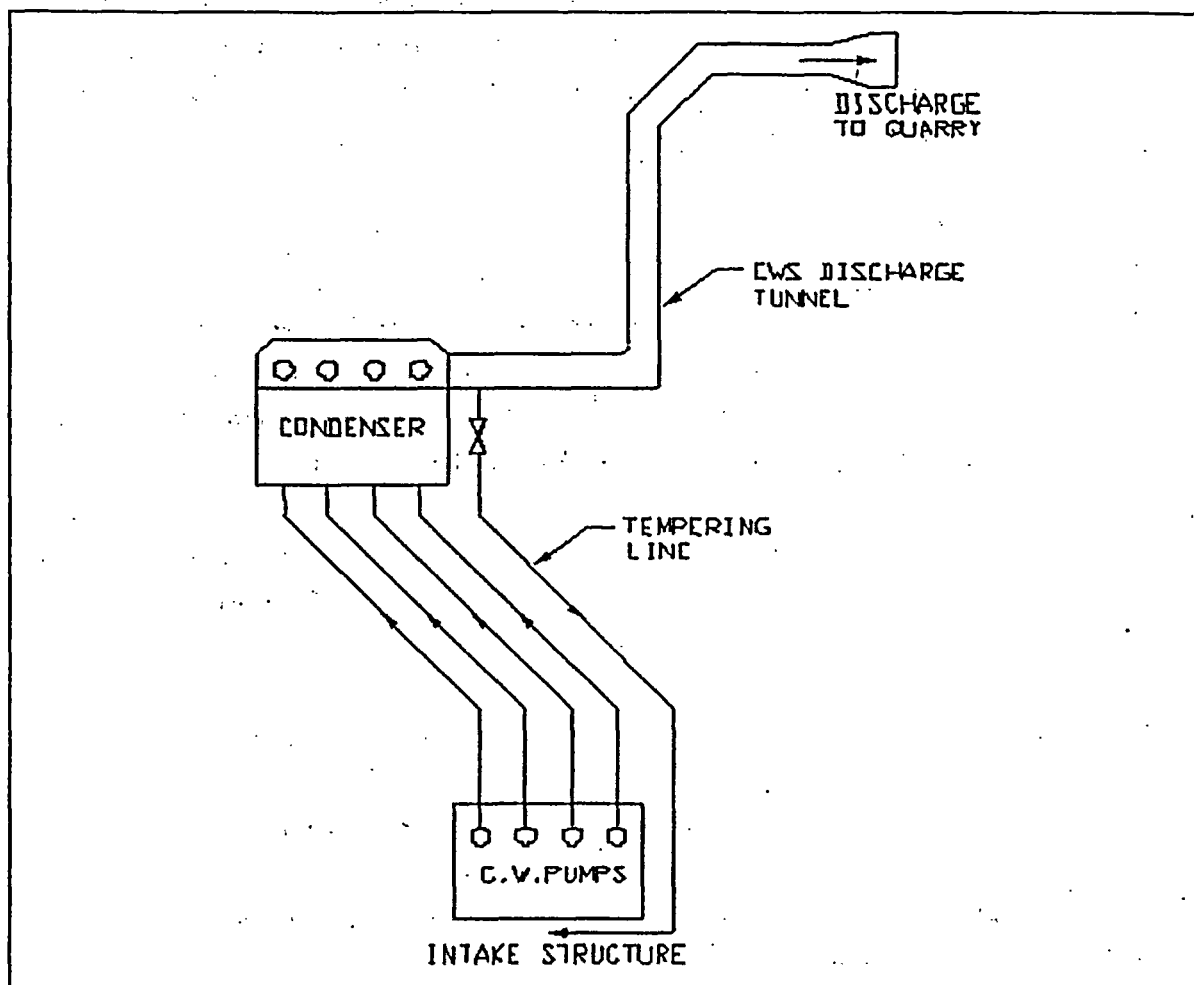 DISCHARGE
TO QUARRY
CWS DISCHARGE
TUNNEL
CONDENSER
TEMPERING
LINE
C.W.PUMPS
INTAKE STRUCTURE